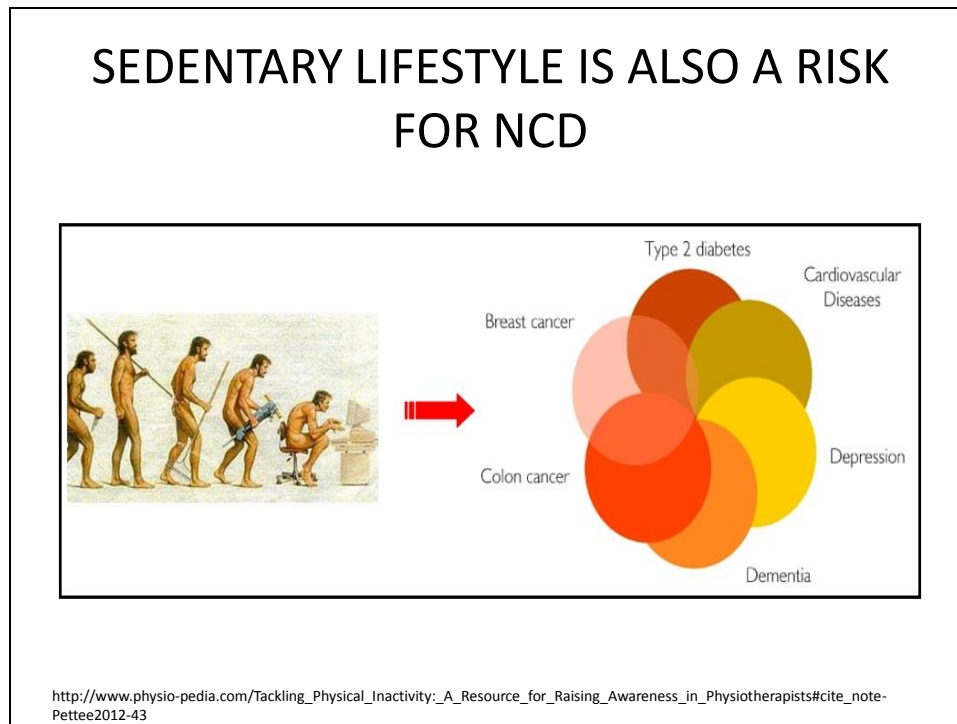 SEDENTARY LIFESTYLE IS ALSO A RISK
FOR NCD
Type 2 diabetes
Cardiovascular
Diseases
Breast cancer
Depression
Colon cancer
Dementia
http://www.physio-pedia.com/Tackling_Physical_Inactivity:_A_Resource_for_Raising_Awareness_in_Physiotherapists#cite_note-
Pettee2012-43